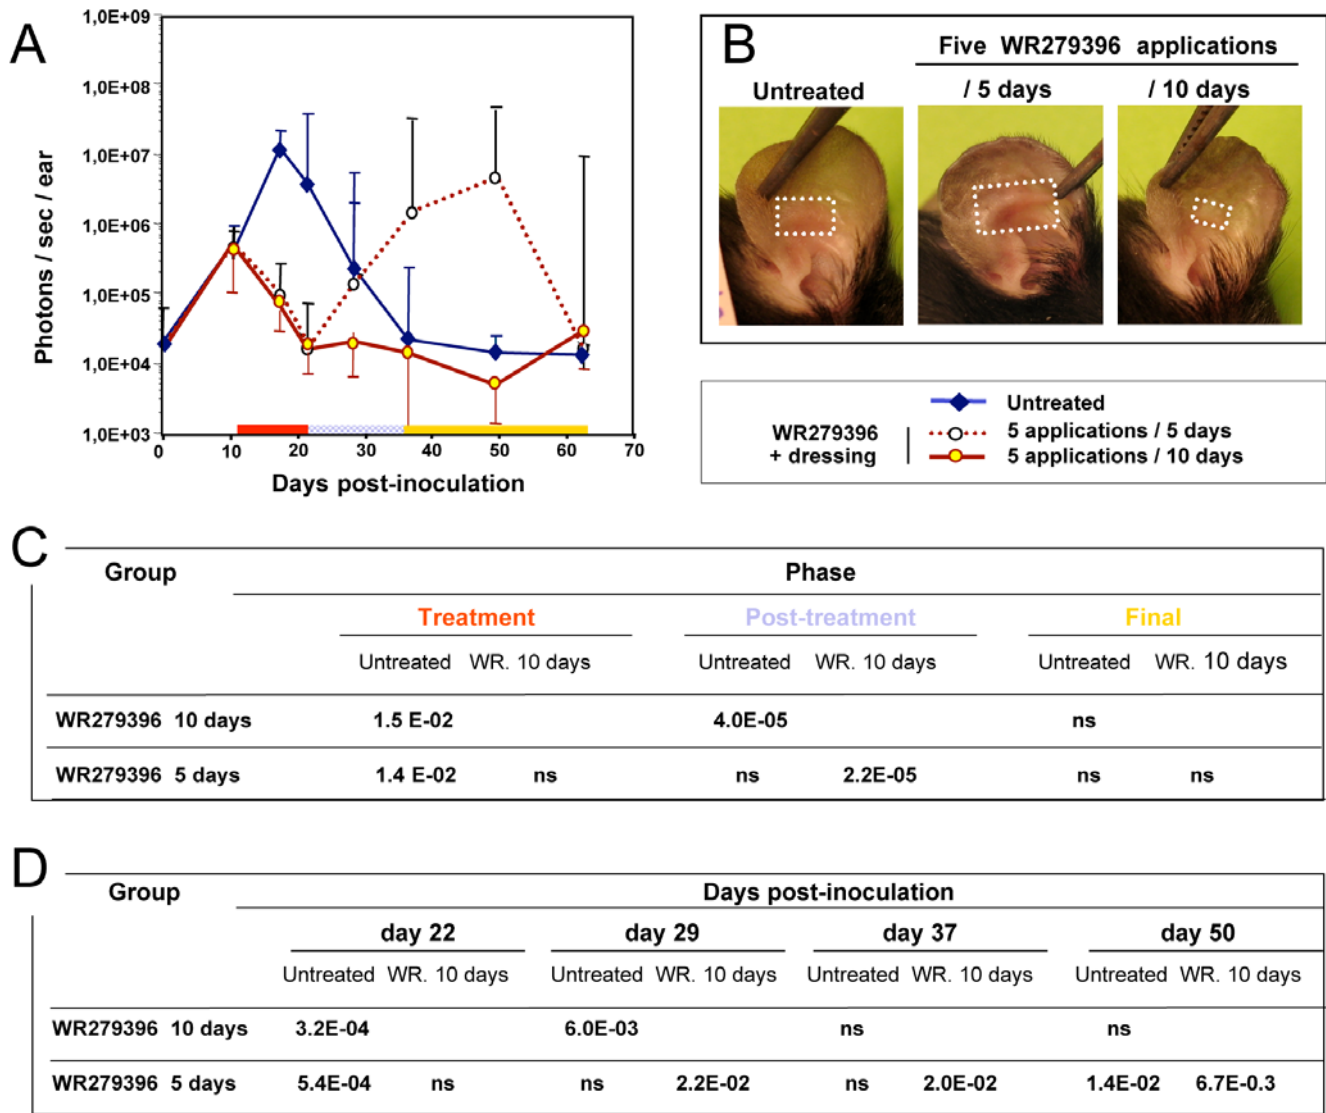 A
1,0E+09
1,0E+08
1,0E+07
1,0E+06
1,0E+05
1,0E+04
1,0E+03
Photons / sec / ear
0 10 20 30 40 50 60 70
Days post-inoculation
B
Five WR279396 applications
Untreated / 5 days / 10 days
Untreated
WR279396 + dressing
5 applications / 5 days
5 applications / 10 days
C
Group Phase
Treatment Post-treatment Final
Untreated WR. 10 days Untreated WR. 10 days Untreated WR. 10 days
WR279396 10 days 1.5 E-02 4.0E-05 ns
WR279396 5 days 1.4 E-02 ns ns 2.2E-05 ns ns
D
Group Days post-inoculation
day 22 day 29 day 37 day 50
Untreated WR. 10 days Untreated WR. 10 days Untreated WR. 10 days Untreated WR. 10 days
WR279396 10 days 3.2E-04 6.0E-03 ns ns
WR279396 5 days 5.4E-04 ns ns 2.2E-02 ns 2.0E-02 1.4E-02 6.7E-0.3